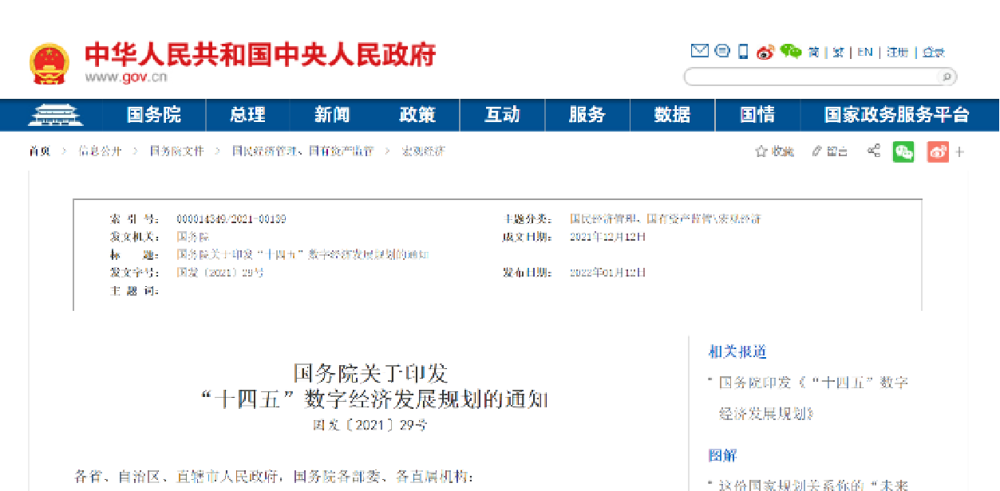 中华人民共和国中央人民政府
www.gov.cn
简 | 繁 | EN | 注册 | 登录
国务院 总理 新闻 政策 互动 服务 数据 国情 国家政务服务平台
首页 > 信息公开 > 国务院文件 > 国民经济管理、国有资产监管 > 宏观经济
收藏 留言
索 引 号： 000014349/2021-00139 主题分类： 国民经济管理、国有资产监管\宏观经济
发文机关： 国务院 成文日期： 2021年12月12日
标 题： 国务院关于印发“十四五”数字经济发展规划的通知
发文字号： 国发〔2021〕29号 发布日期： 2022年01月12日
主 题 词：
国务院关于印发
“十四五”数字经济发展规划的通知
国发〔2021〕29号
各省、自治区、直辖市人民政府，国务院各部委、各直属机构：
相关报道
国务院印发《“十四五”数字
经济发展规划》
图解
这份国家规划关系你的“未来